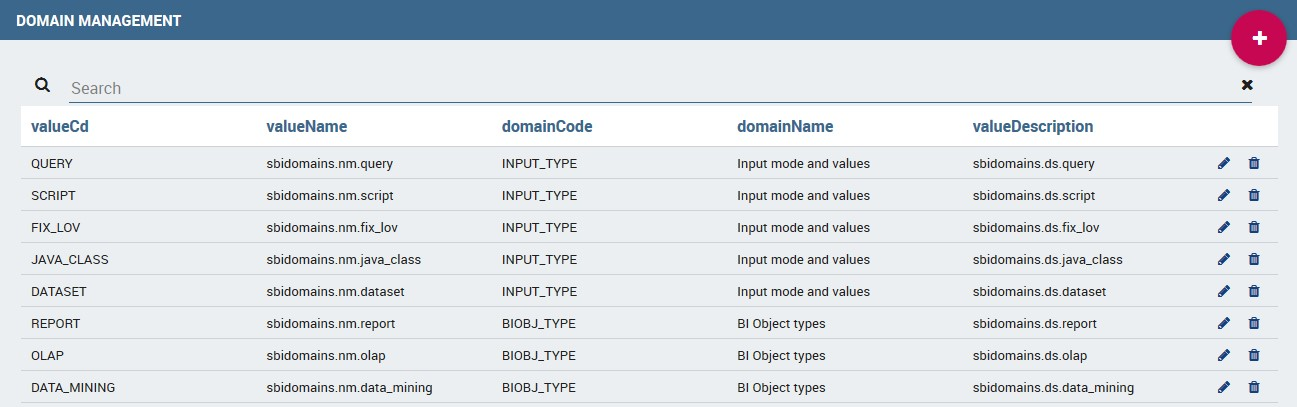 DOMAIN MANAGEMENT
Search
valueCd valueName domainCode domainName valueDescription
QUERY sbidomains.nm.query INPUT_TYPE Input mode and values sbidomains.ds.query
SCRIPT sbidomains.nm.script INPUT_TYPE Input mode and values sbidomains.ds.script
FIX_LOV sbidomains.nm.fix_lov INPUT_TYPE Input mode and values sbidomains.ds.fix_lov
JAVA_CLASS sbidomains.nm.java_class INPUT_TYPE Input mode and values sbidomains.ds.java_class
DATASET sbidomains.nm.dataset INPUT_TYPE Input mode and values sbidomains.ds.dataset
REPORT sbidomains.nm.report BIOBJ_TYPE BI Object types sbidomains.ds.report
OLAP sbidomains.nm.olap BIOBJ_TYPE BI Object types sbidomains.ds.olap
DATA_MINING sbidomains.nm.data_mining BIOBJ_TYPE BI Object types sbidomains.ds.data_mining